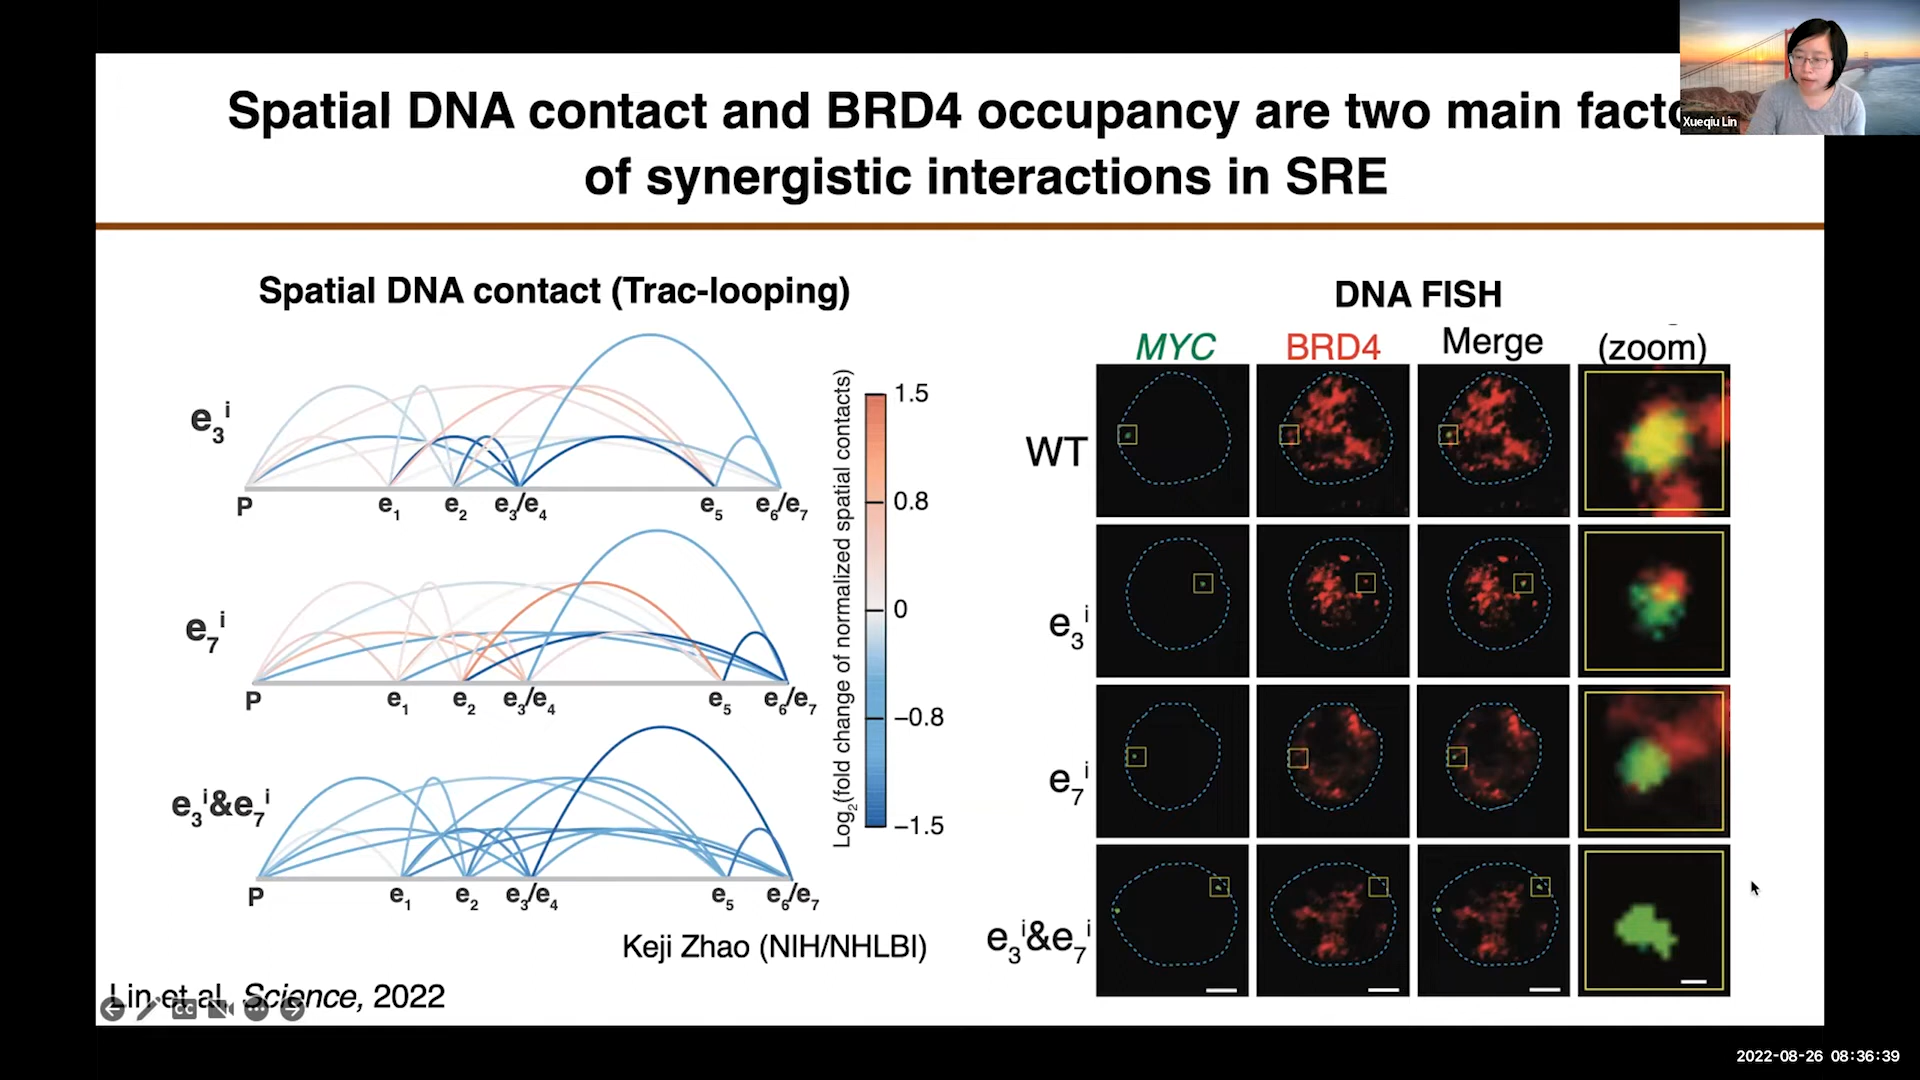 Spatial DNA contact and BRD4 occupancy are two main facto
of synergistic interactions in SRE
Xueqiu Lin
Spatial DNA contact (Trac-looping)
e3i
P e1 e2 e3/e4 e5 e6/e7
e7i
P e1 e2 e3/e4 e5 e6/e7
e3i&e7i
P e1 e2 e3/e4 e5 e6/e7
Log2(fold change of normalized spatial contacts)
1.5
0.8
0
−0.8
−1.5
Keji Zhao (NIH/NHLBI)
DNA FISH
MYC BRD4 Merge (zoom)
WT
e3i
e7i
e3i&e7i
Lin et al. Science, 2022
CC
2022-08-26 08:36:39